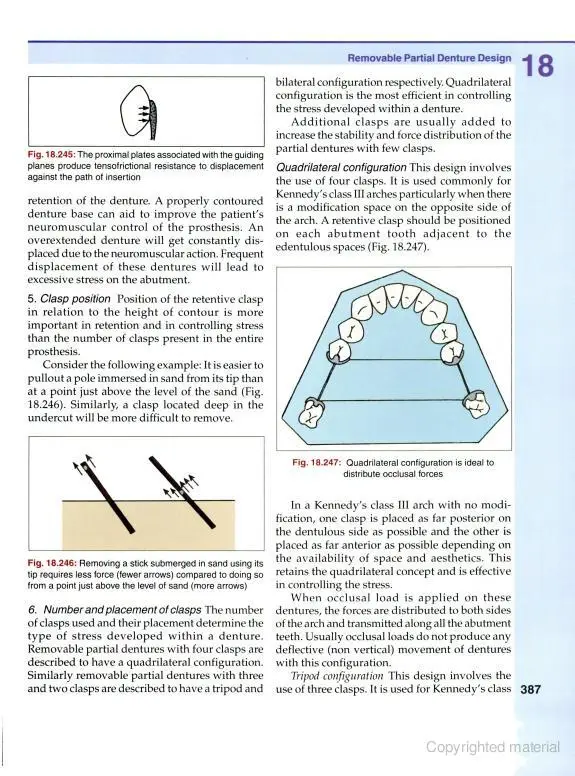 Removable Partial Denture Design
18
Fig. 18.245: The proximal plates associated with the guiding
planes produce tensofrictional resistance to displacement
against the path of insertion
retention of the denture. A properly contoured
denture base can aid to improve the patient's
neuromuscular control of the prosthesis. An
overextended denture will get constantly dis-
placed due to the neuromuscular action. Frequent
displacement of these dentures will lead to
excessive stress on the abutment.
5. Clasp position Position of the retentive clasp
in relation to the height of contour is more
important in retention and in controlling stress
than the number of clasps present in the entire
prosthesis.
Consider the following example: It is easier to
pullout a pole immersed in sand from its tip than
at a point just above the level of the sand (Fig.
18.246). Similarly, a clasp located deep in the
undercut will be more difficult to remove.
Fig. 18.246: Removing a stick submerged in sand using its
tip requires less force (fewer arrows) compared to doing so
from a point just above the level of sand (more arrows)
6. Number and placement of clasps The number
of clasps used and their placement determine the
type of stress developed within a denture.
Removable partial dentures with four clasps are
described to have a quadrilateral configuration.
Similarly removable partial dentures with three
and two clasps are described to have a tripod and
bilateral configuration respectively. Quadrilateral
configuration is the most efficient in controlling
the stress developed within a denture.
Additional clasps are usually added to
increase the stability and force distribution of the
partial dentures with few clasps.
Quadrilateral configuration This design involves
the use of four clasps. It is used commonly for
Kennedy's class III arches particularly when there
is a modification space on the opposite side of
the arch. A retentive clasp should be positioned
on each abutment tooth adjacent to the
edentulous spaces (Fig. 18.247).
Fig. 18.247: Quadrilateral configuration is ideal to
distribute occlusal forces
In a Kennedy's class III arch with no modi-
fication, one clasp is placed as far posterior on
the dentulous side as possible and the other is
placed as far anterior as possible depending on
the availability of space and aesthetics. This
retains the quadrilateral concept and is effective
in controlling the stress.
When occlusal load is applied on these
dentures, the forces are distributed to both sides
of the arch and transmitted along all the abutment
teeth. Usually occlusal loads do not produce any
deflective (non vertical) movement of dentures
with this configuration.
Tripod configuration This design involves the
use of three clasps. It is used for Kennedy's class
387
Copyrighted material